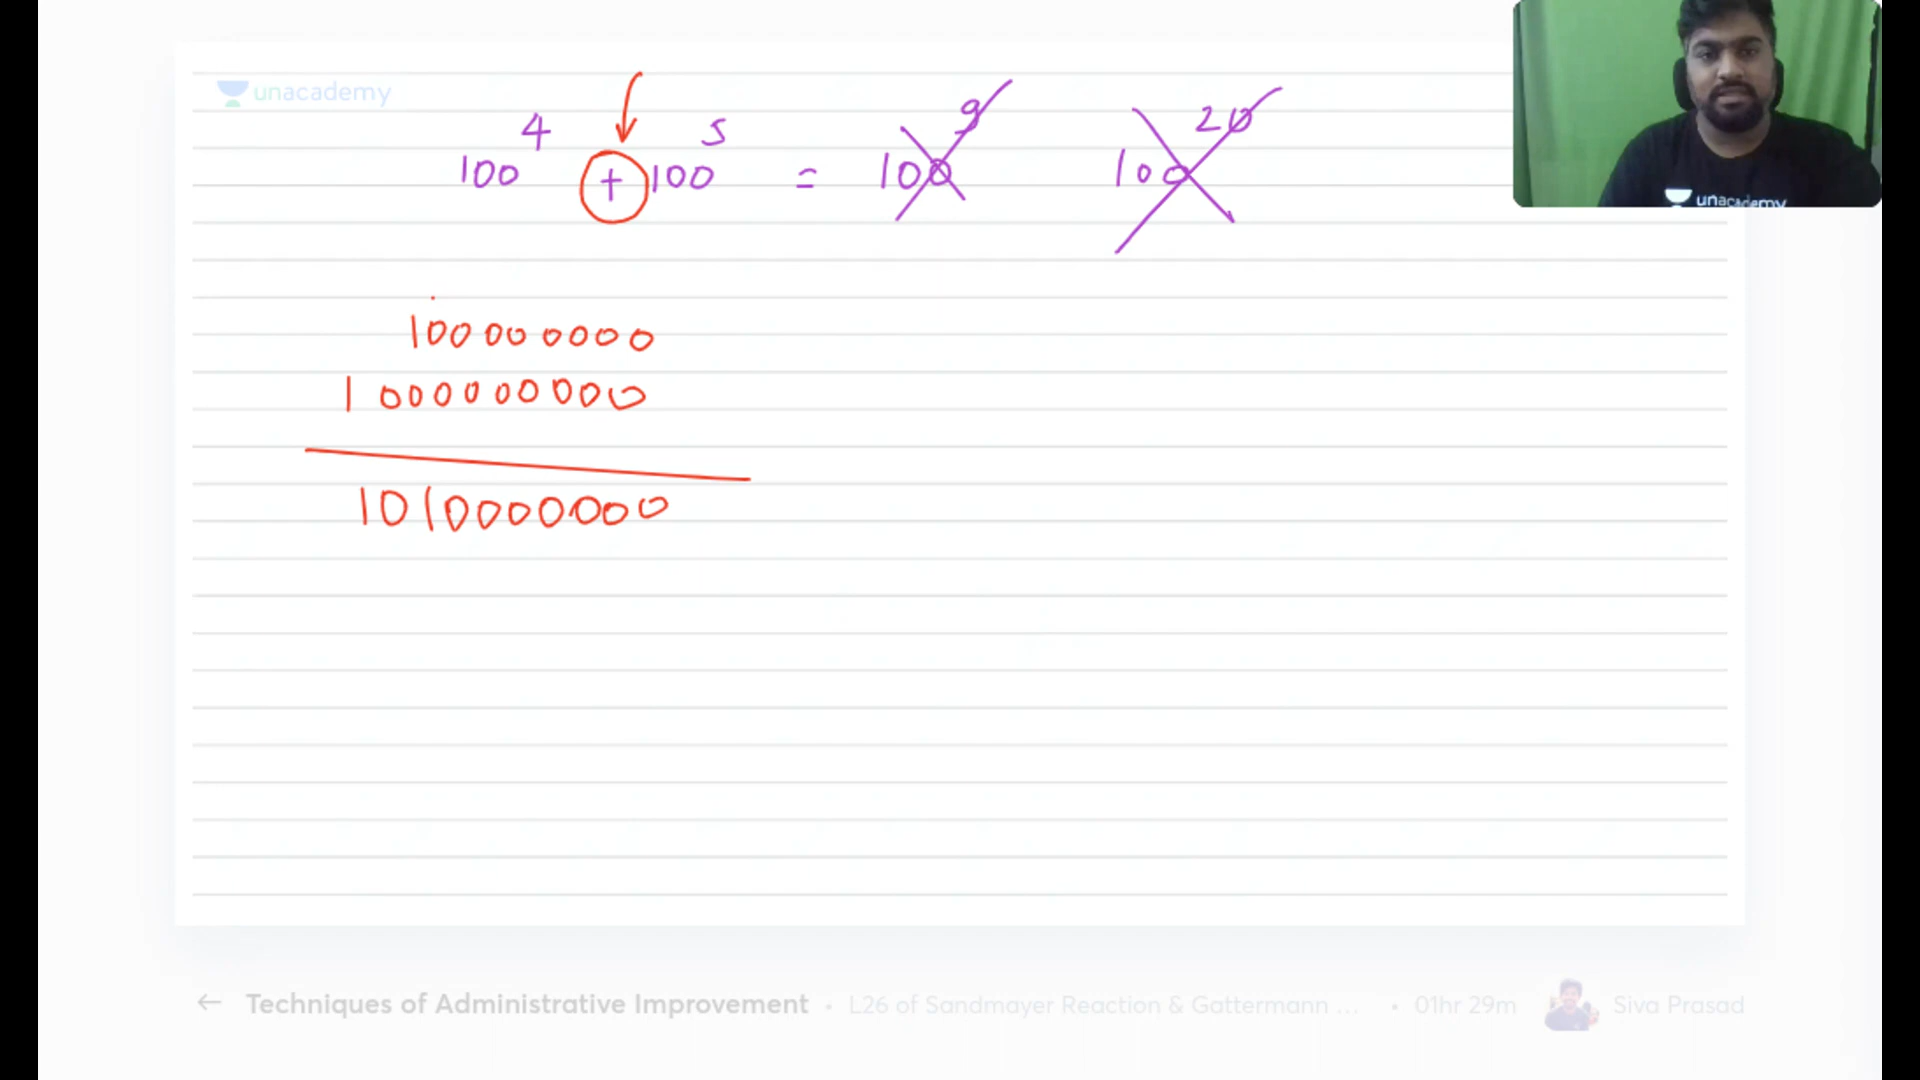 unacademy
100^4 + 100^5 = 100^9 100^20
100000000
1000000000
1010000000
unacademy
← Techniques of Administrative Improvement • L26 of Sandmayer Reaction & Gattermann ... • 01hr 29m Siva Prasad